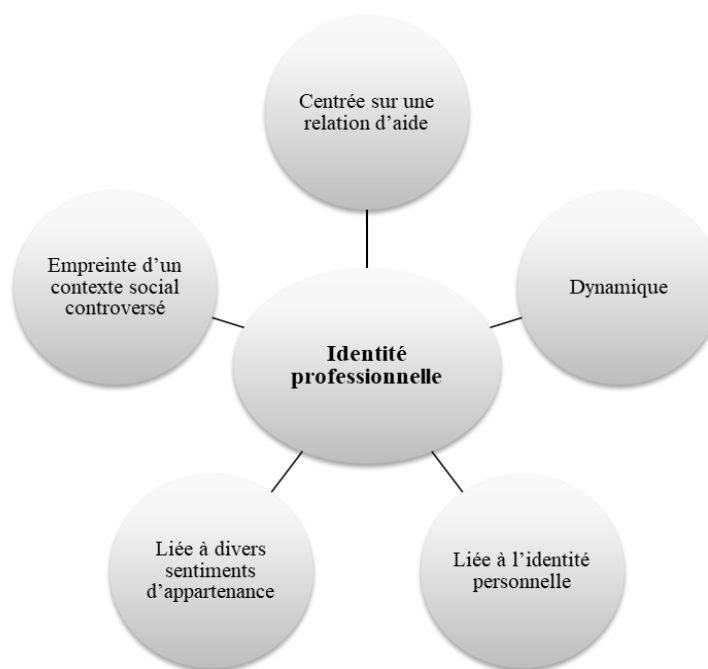 Centrée sur une
relation d’aide
Empreinte d’un
contexte social
controversé
Dynamique
Identité
professionnelle
Liée à divers
sentiments
d’appartenance
Liée à l’identité
personnelle